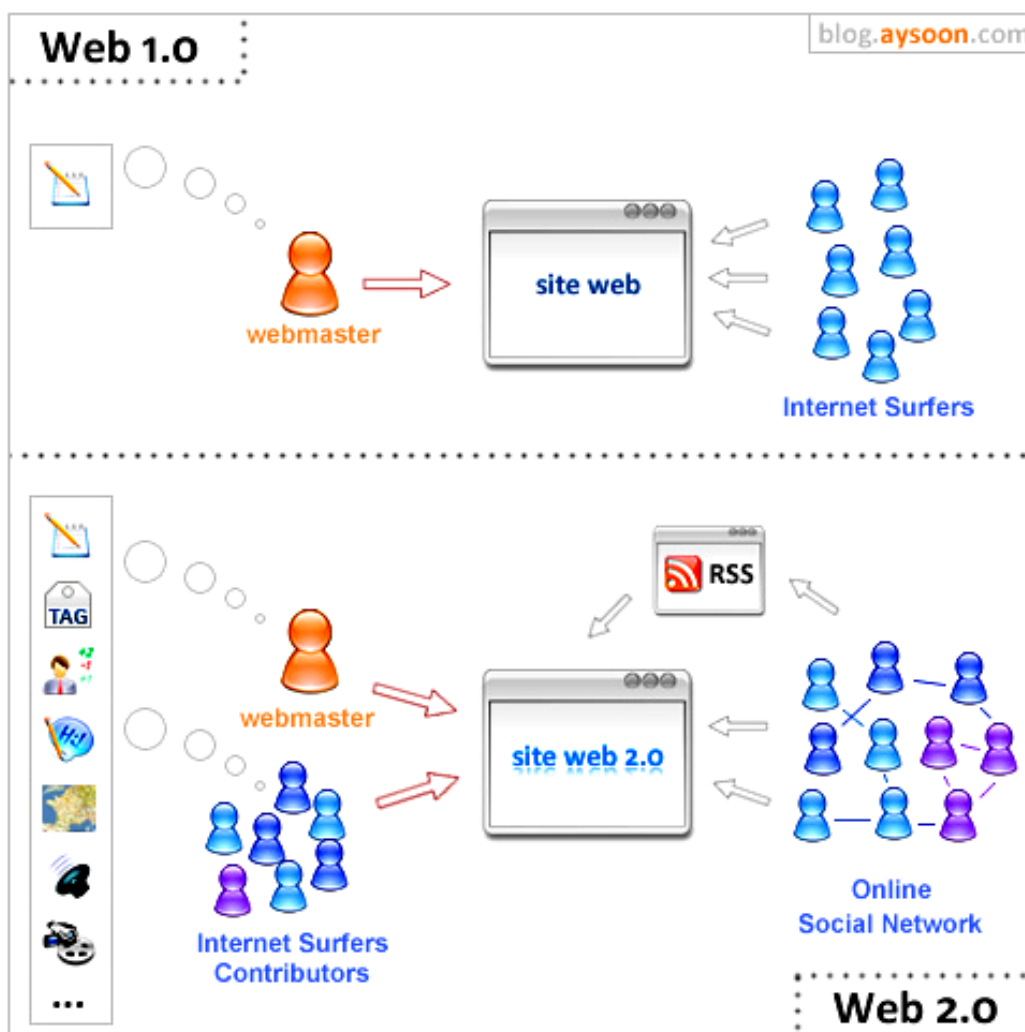 Web 1.0
blog.aysoon.com
site web
webmaster
Internet Surfers
RSS
TAG
webmaster
Hi!
site web 2.0
Online
Social Network
Internet Surfers
Contributors
...
Web 2.0